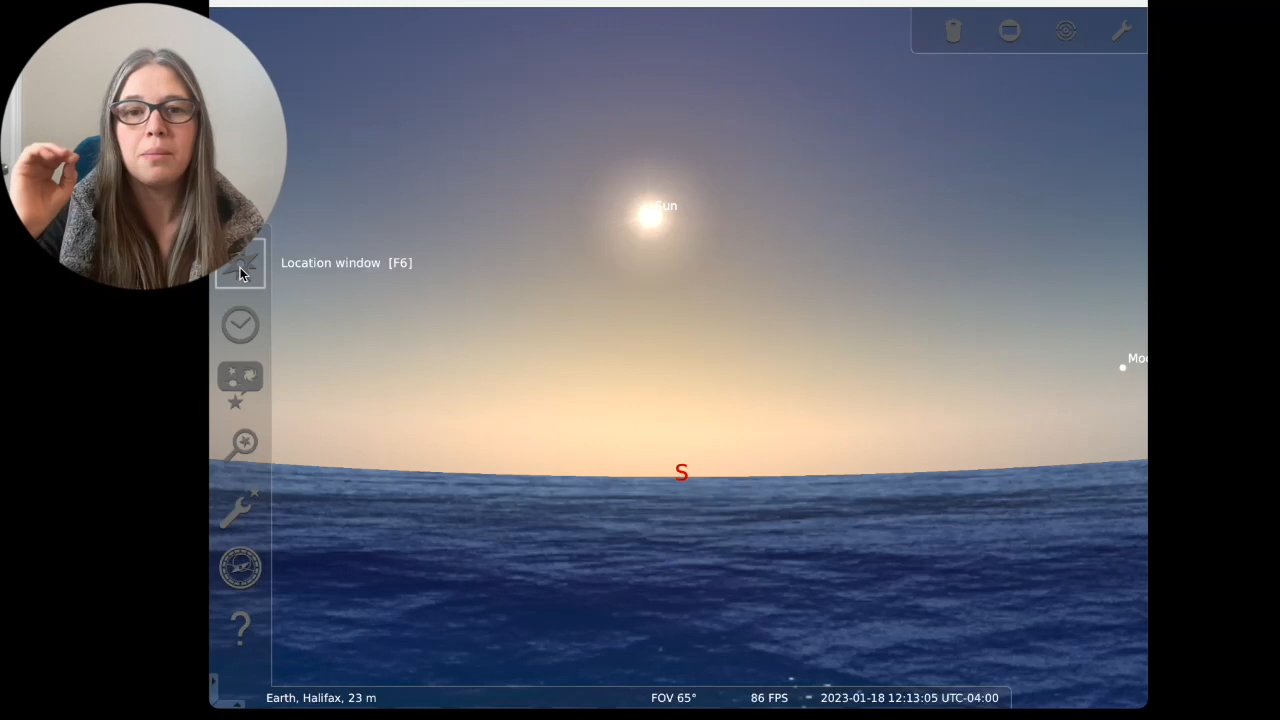 Sun
Location window [F6]
Moo
S
Earth, Halifax, 23 m
FOV 65°
86 FPS
2023-01-18 12:13:05 UTC-04:00